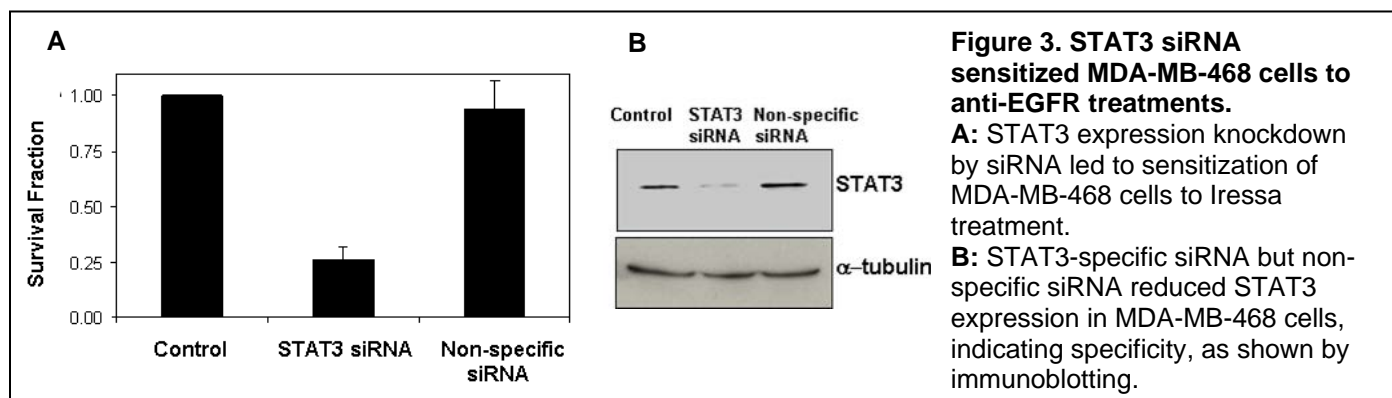 A
1.00
0.75
0.50
0.25
0.00
Survival Fraction
Control
STAT3 siRNA
Non-specific
siRNA
B
Control
STAT3
siRNA
Non-specific
siRNA
STAT3
α-tubulin
Figure 3. STAT3 siRNA
sensitized MDA-MB-468 cells to
anti-EGFR treatments.
A: STAT3 expression knockdown
by siRNA led to sensitization of
MDA-MB-468 cells to Iressa
treatment.
B: STAT3-specific siRNA but non-
specific siRNA reduced STAT3
expression in MDA-MB-468 cells,
indicating specificity, as shown by
immunoblotting.